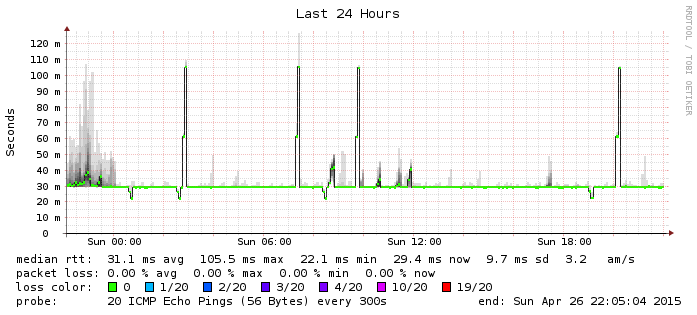 Last 24 Hours
RRDTOOL / TOBI OETIKER
Seconds
120 m
110 m
100 m
90 m
80 m
70 m
60 m
50 m
40 m
30 m
20 m
10 m
0
Sun 00:00 Sun 06:00 Sun 12:00 Sun 18:00
median rtt: 31.1 ms avg 105.5 ms max 22.1 ms min 29.4 ms now 9.7 ms sd 3.2 am/s
packet loss: 0.00 % avg 0.00 % max 0.00 % min 0.00 % now
loss color: 0 1/20 2/20 3/20 4/20 10/20 19/20
probe: 20 ICMP Echo Pings (56 Bytes) every 300s end: Sun Apr 26 22:05:04 2015